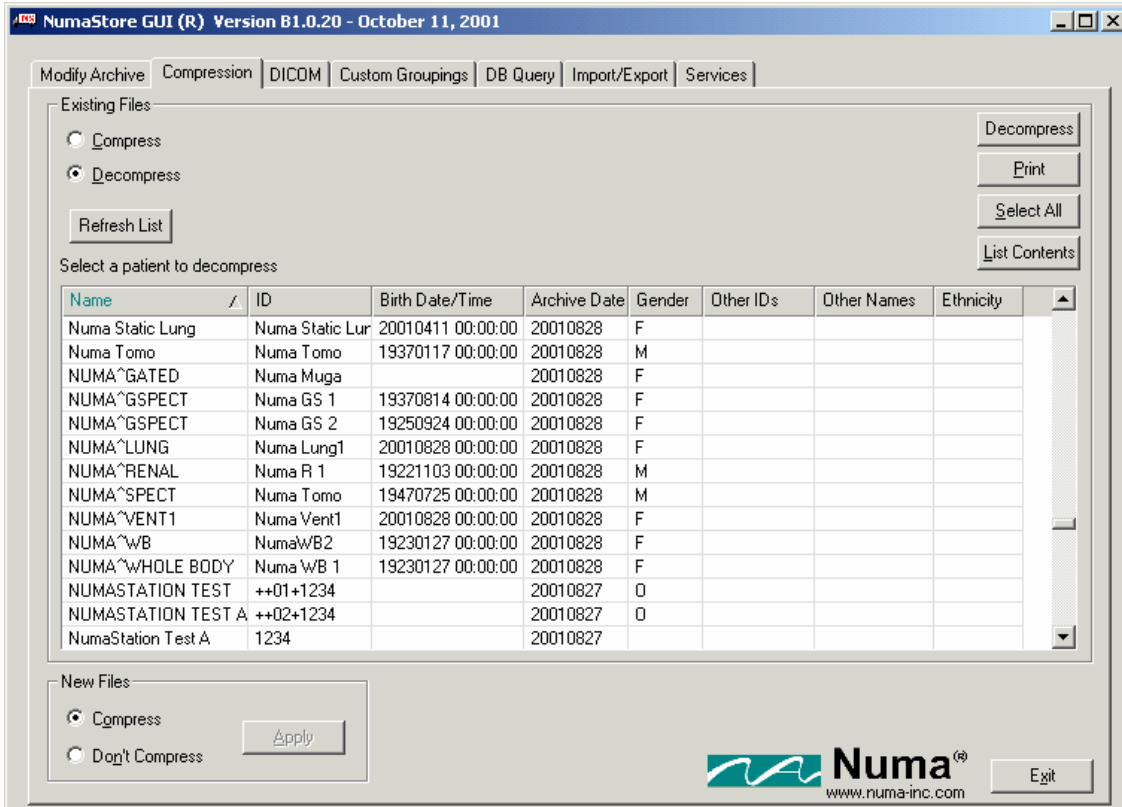 NumaStore GUI (R) Version B1.0.20 - October 11, 2001
Modify Archive Compression DICOM Custom Groupings DB Query Import/Export Services
Existing Files
Compress
Decompress
Decompress
Print
Select All
List Contents
Refresh List
Select a patient to decompress
Name ID Birth Date/Time Archive Date Gender Other IDs Other Names Ethnicity
Numa Static Lung Numa Static Lur 20010411 00:00:00 20010828 F
Numa Tomo Numa Tomo 19370117 00:00:00 20010828 M
NUMA^GATED Numa Muga 20010828 F
NUMA^GSPECT Numa GS 1 19370814 00:00:00 20010828 F
NUMA^GSPECT Numa GS 2 19250924 00:00:00 20010828 F
NUMA^LUNG Numa Lung1 20010828 00:00:00 20010828 F
NUMA^RENAL Numa R 1 19221103 00:00:00 20010828 M
NUMA^SPECT Numa Tomo 19470725 00:00:00 20010828 M
NUMA^VENT1 Numa Vent1 20010828 00:00:00 20010828 F
NUMA^WB NumaWB2 19230127 00:00:00 20010828 F
NUMA^WHOLE BODY Numa WB 1 19230127 00:00:00 20010828 F
NUMASTATION TEST ++01+1234 20010827 O
NUMASTATION TEST A ++02+1234 20010827 O
NumaStation Test A 1234 20010827
New Files
Compress
Don't Compress
Apply
Numa®
www.numa-inc.com
Exit